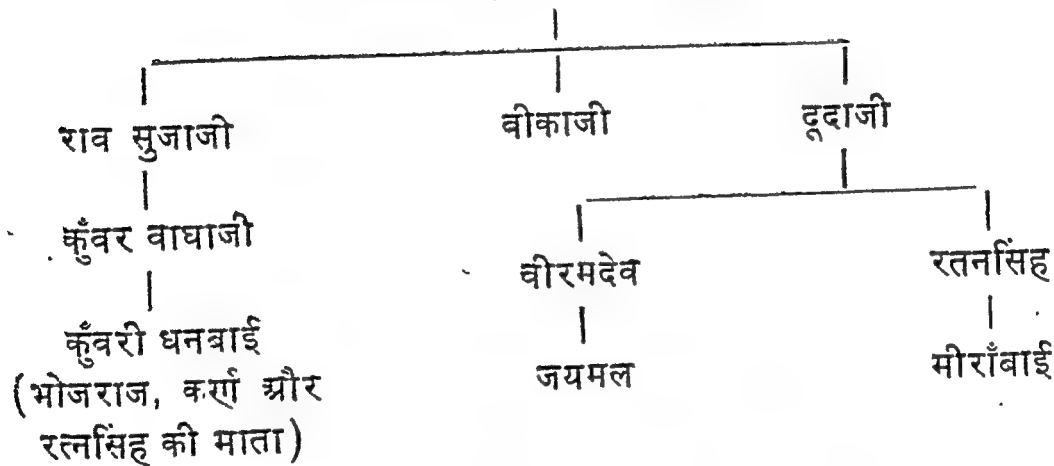 राव सुजाजी
वीकाजी
दूदाजी
कुँवर वाघाजी
वीरमदेव
रतनसिंह
कुँवरी धनबाई
(भोजराज, कर्ण और
रत्नसिंह की माता)
जयमल
मीराँबाई